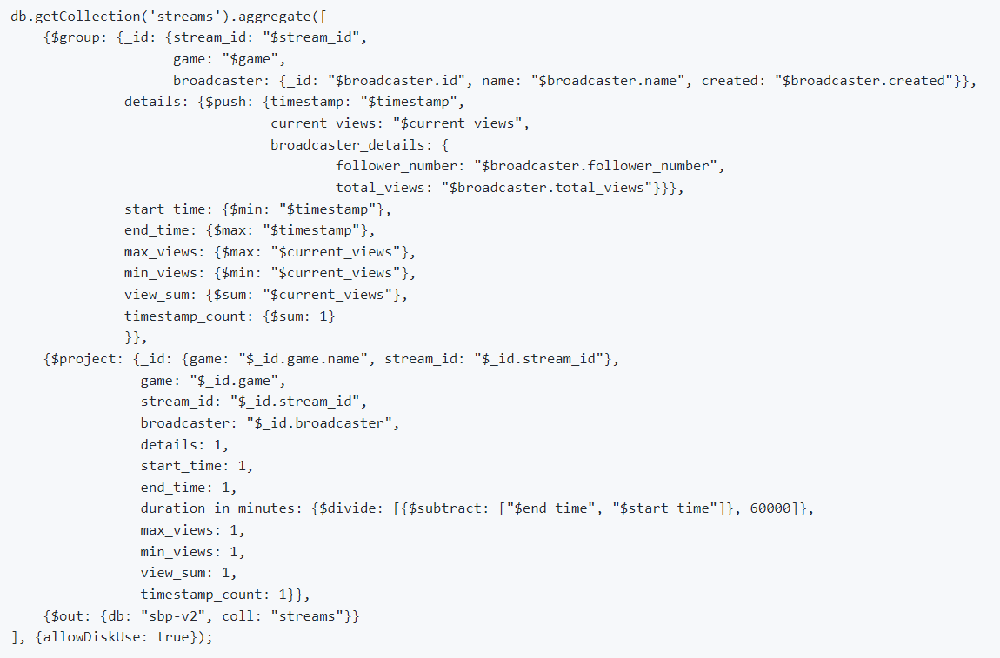 db.getCollection('streams').aggregate([
    {$group: {_id: {stream_id: "$stream_id",
                    game: "$game",
                    broadcaster: {_id: "$broadcaster.id", name: "$broadcaster.name", created: "$broadcaster.created"}},
              details: {$push: {timestamp: "$timestamp",
                                current_views: "$current_views",
                                broadcaster_details: {
                                        follower_number: "$broadcaster.follower_number",
                                        total_views: "$broadcaster.total_views"}}},
              start_time: {$min: "$timestamp"},
              end_time: {$max: "$timestamp"},
              max_views: {$max: "$current_views"},
              min_views: {$min: "$current_views"},
              view_sum: {$sum: "$current_views"},
              timestamp_count: {$sum: 1}
              }},
    {$project: {_id: {game: "$_id.game.name", stream_id: "$_id.stream_id"},
                game: "$_id.game",
                stream_id: "$_id.stream_id",
                broadcaster: "$_id.broadcaster",
                details: 1,
                start_time: 1,
                end_time: 1,
                duration_in_minutes: {$divide: [{$subtract: ["$end_time", "$start_time"]}, 60000]},
                max_views: 1,
                min_views: 1,
                view_sum: 1,
                timestamp_count: 1}},
    {$out: {db: "sbp-v2", coll: "streams"}}
], {allowDiskUse: true});